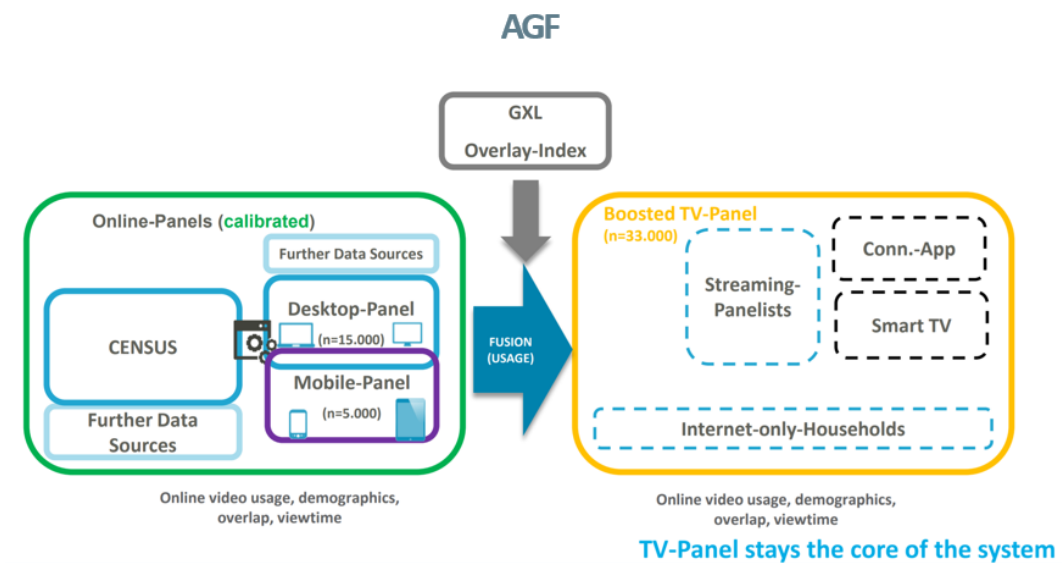 AGF
GXL
Overlay-Index
Online-Panels (calibrated)
Further Data Sources
CENSUS
Desktop-Panel
(n=15.000)
Mobile-Panel
(n=5.000)
Further Data
Sources
Online video usage, demographics,
overlap, viewtime
FUSION
(USAGE)
Boosted TV-Panel
(n=33.000)
Streaming-
Panelists
Conn.-App
Smart TV
Internet-only-Households
Online video usage, demographics,
overlap, viewtime
TV-Panel stays the core of the system